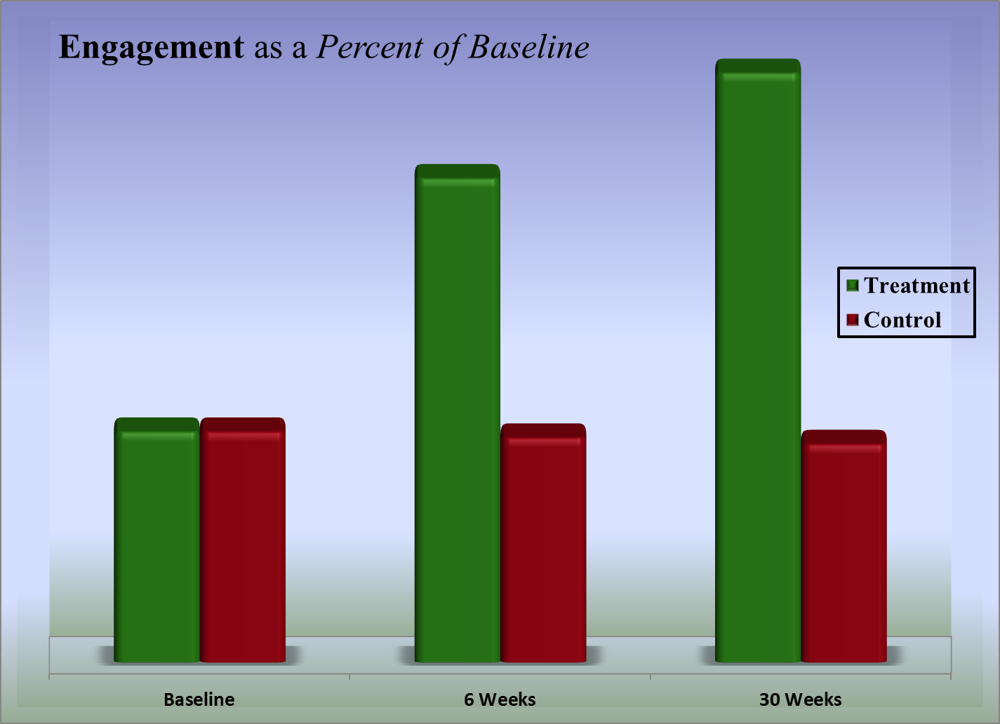 Engagement as a Percent of Baseline
Treatment
Control
Baseline
6 Weeks
30 Weeks